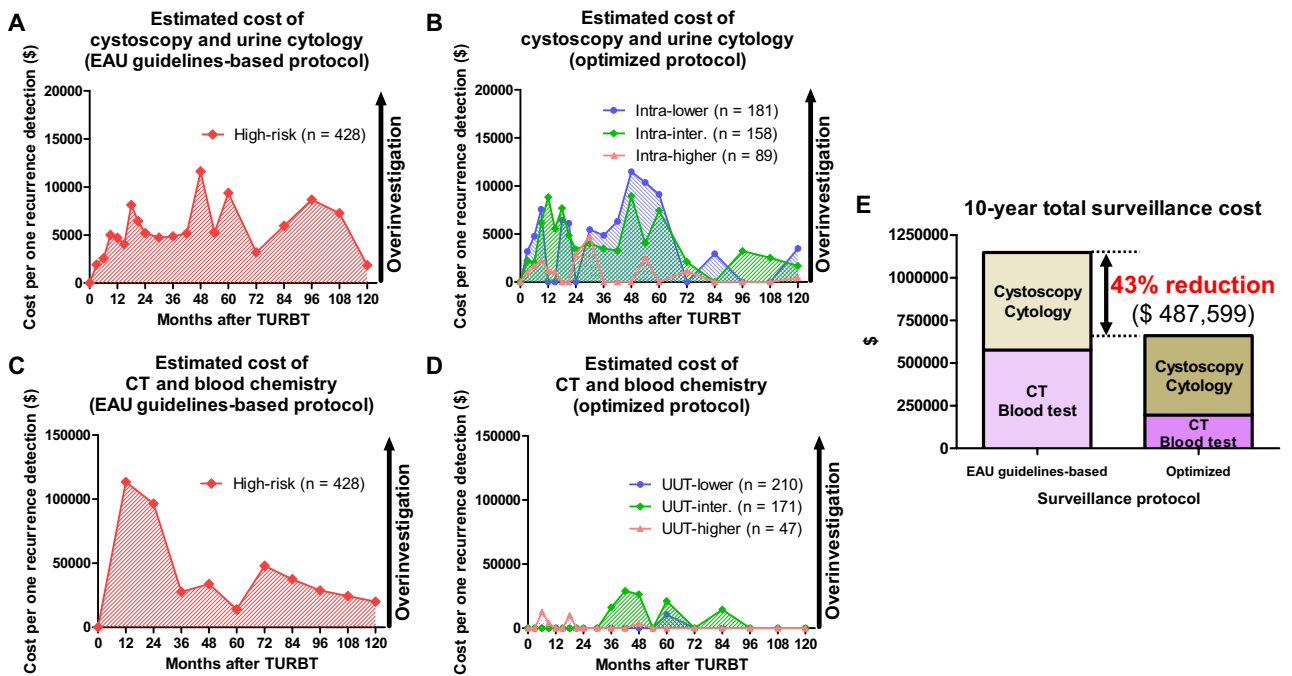 A
Estimated cost of
cystoscopy and urine cytology
(EAU guidelines-based protocol)
Cost per one recurrence detection ($)
20000
15000
10000
5000
0
High-risk (n = 428)
Overinvestigation
0 12 24 36 48 60 72 84 96 108 120
Months after TURBT
B
Estimated cost of
cystoscopy and urine cytology
(optimized protocol)
Cost per one recurrence detection ($)
20000
15000
10000
5000
0
Intra-lower (n = 181)
Intra-inter. (n = 158)
Intra-higher (n = 89)
Overinvestigation
0 12 24 36 48 60 72 84 96 108 120
Months after TURBT
C
Estimated cost of
CT and blood chemistry
(EAU guidelines-based protocol)
Cost per one recurrence detection ($)
150000
100000
50000
0
High-risk (n = 428)
Overinvestigation
0 12 24 36 48 60 72 84 96 108 120
Months after TURBT
D
Estimated cost of
CT and blood chemistry
(optimized protocol)
Cost per one recurrence detection ($)
150000
100000
50000
0
UUT-lower (n = 210)
UUT-inter. (n = 171)
UUT-higher (n = 47)
Overinvestigation
0 12 24 36 48 60 72 84 96 108 120
Months after TURBT
E
10-year total surveillance cost
$
1250000
1000000
750000
500000
250000
0
Cystoscopy
Cytology
CT
Blood test
43% reduction
($ 487,599)
Cystoscopy
Cytology
CT
Blood test
EAU guidelines-based
Optimized
Surveillance protocol